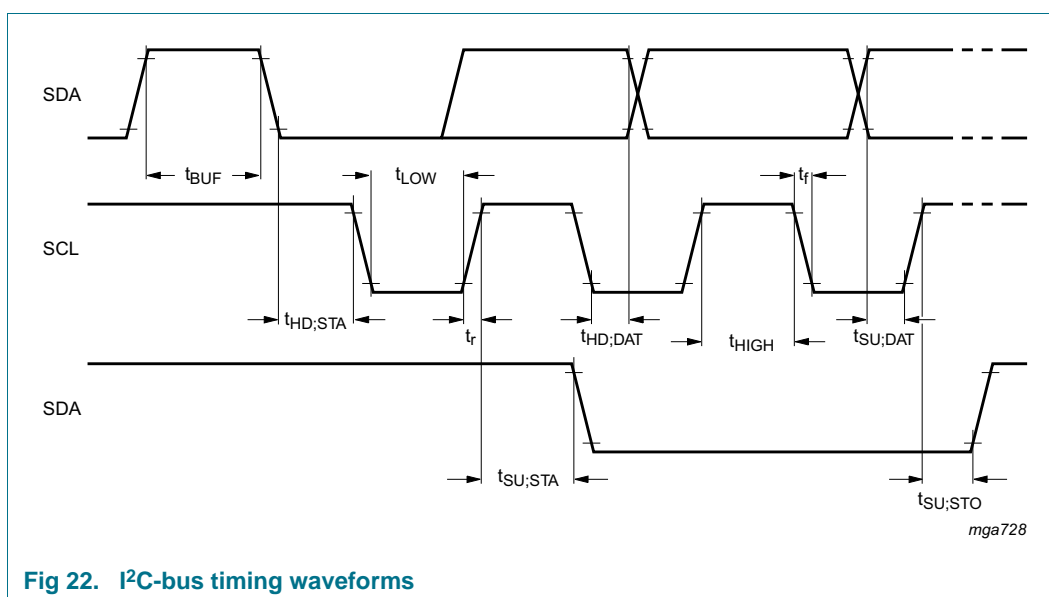 SDA
tBUF
tLOW
tf
SCL
tHD;STA
tr
tHD;DAT
tHIGH
tSU;DAT
SDA
tSU;STA
tSU;STO
mga728
Fig 22. I2C-bus timing waveforms